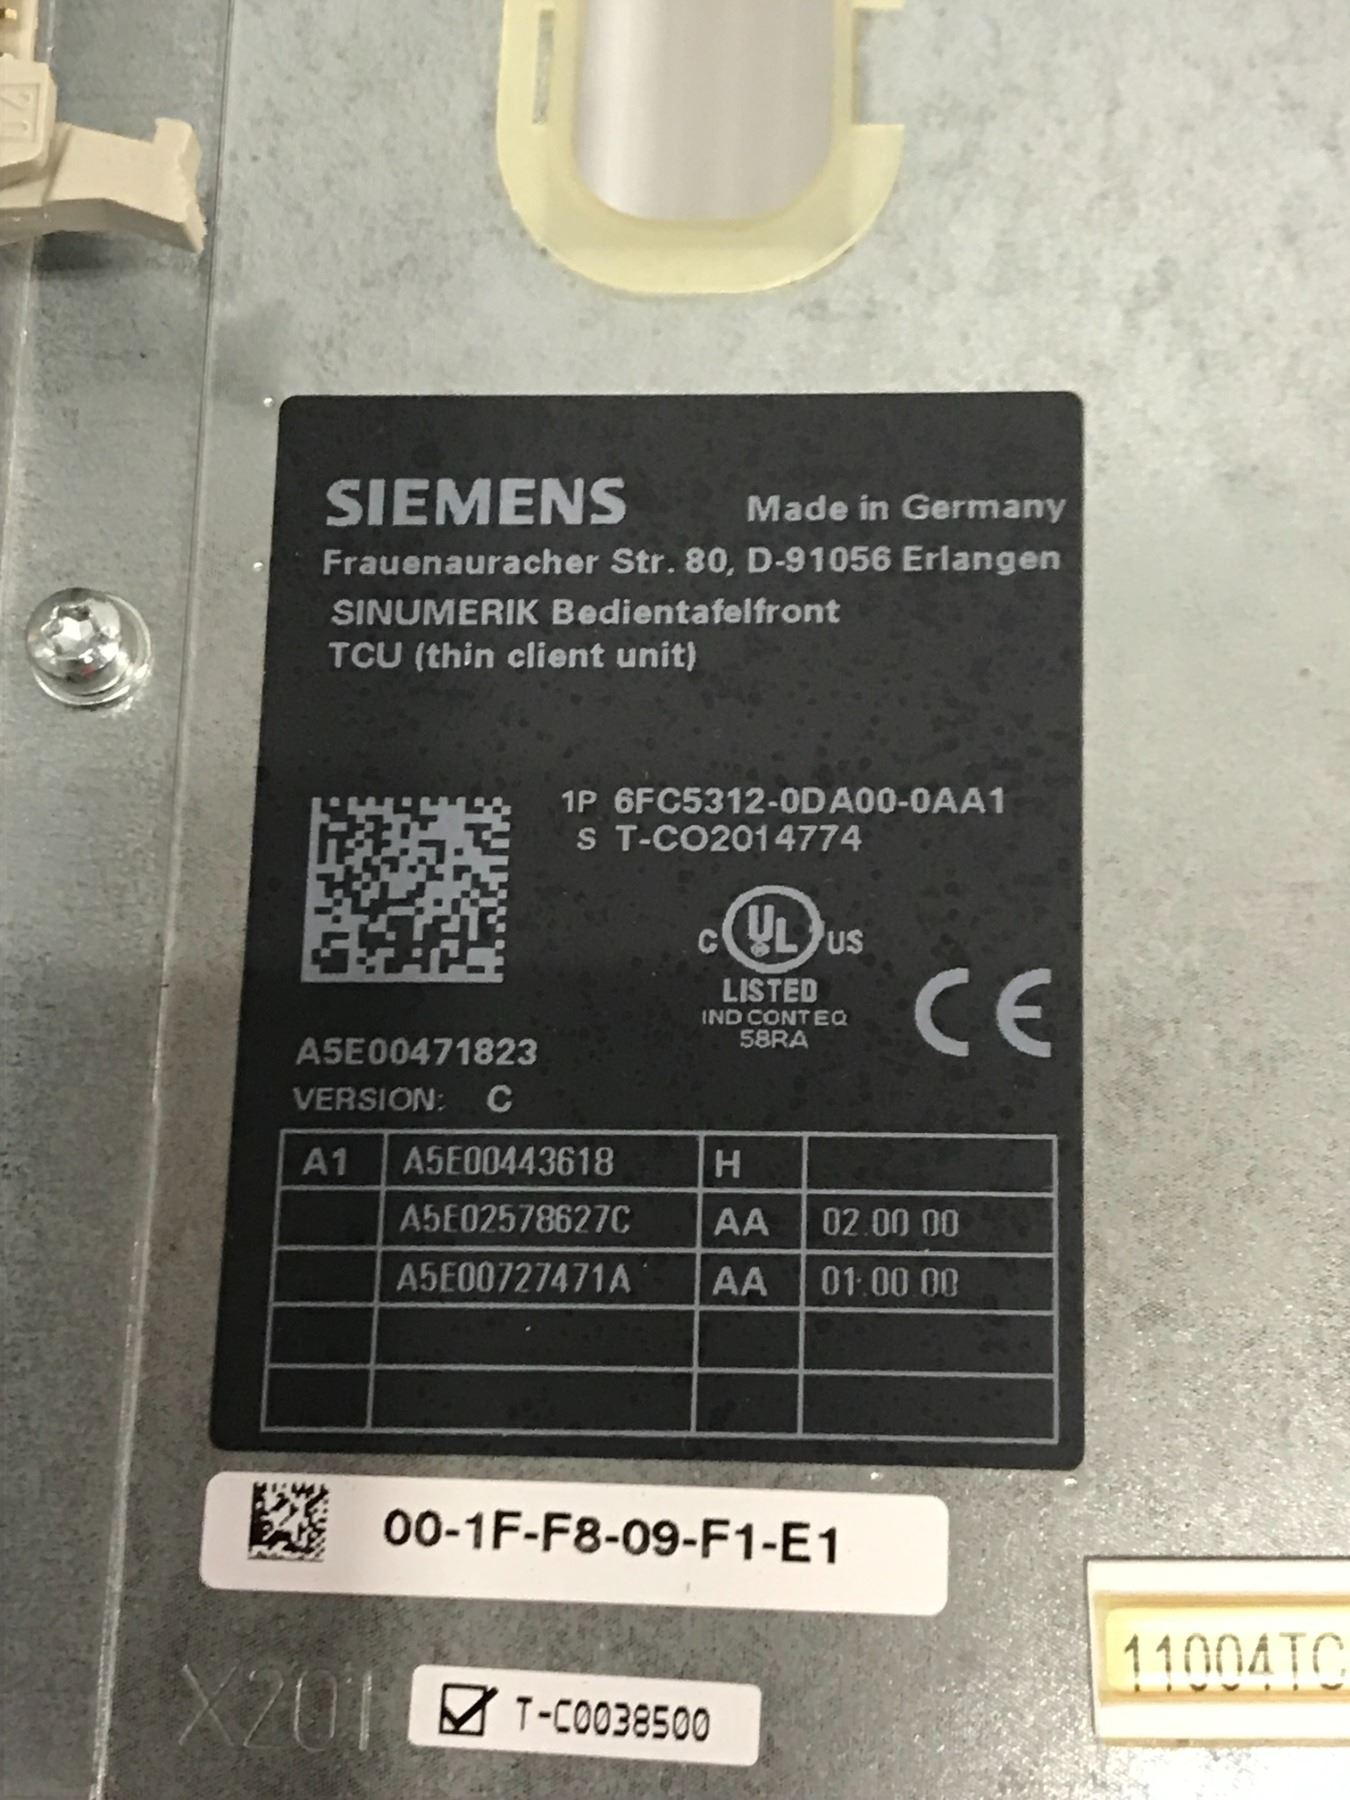 20
SIEMENS Made in Germany
Frauenauracher Str. 80, D-91056 Erlangen
SINUMERIK Bedientafelfront
TCU (thin client unit)
1P 6FC5312-0DA00-0AA1
S T-CO2014774
C UL US
LISTED
IND CONT EQ
58RA
CE
A5E00471823
VERSION: C
A1 A5E00443618 H
A5E02578627C AA 02.00.00
A5E00727471A AA 01.00.00
00-1F-F8-09-F1-E1
X201
T-C0038500
11004TC